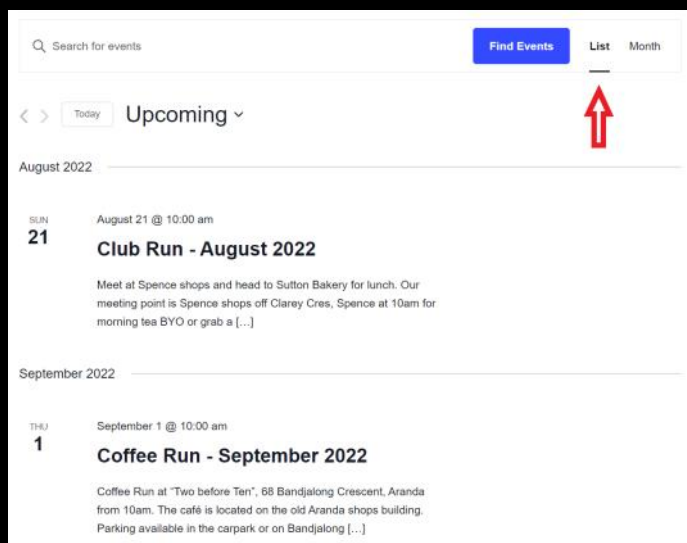 Search for events
Find Events
List
Month
Today
Upcoming
August 2022
SUN
21
August 21 @ 10:00 am
Club Run - August 2022
Meet at Spence shops and head to Sutton Bakery for lunch. Our
meeting point is Spence shops off Clarey Cres, Spence at 10am for
morning tea BYO or grab a […]
September 2022
THU
1
September 1 @ 10:00 am
Coffee Run - September 2022
Coffee Run at “Two before Ten”, 68 Bandjalong Crescent, Aranda
from 10am. The café is located on the old Aranda shops building.
Parking available in the carpark or on Bandjalong […]